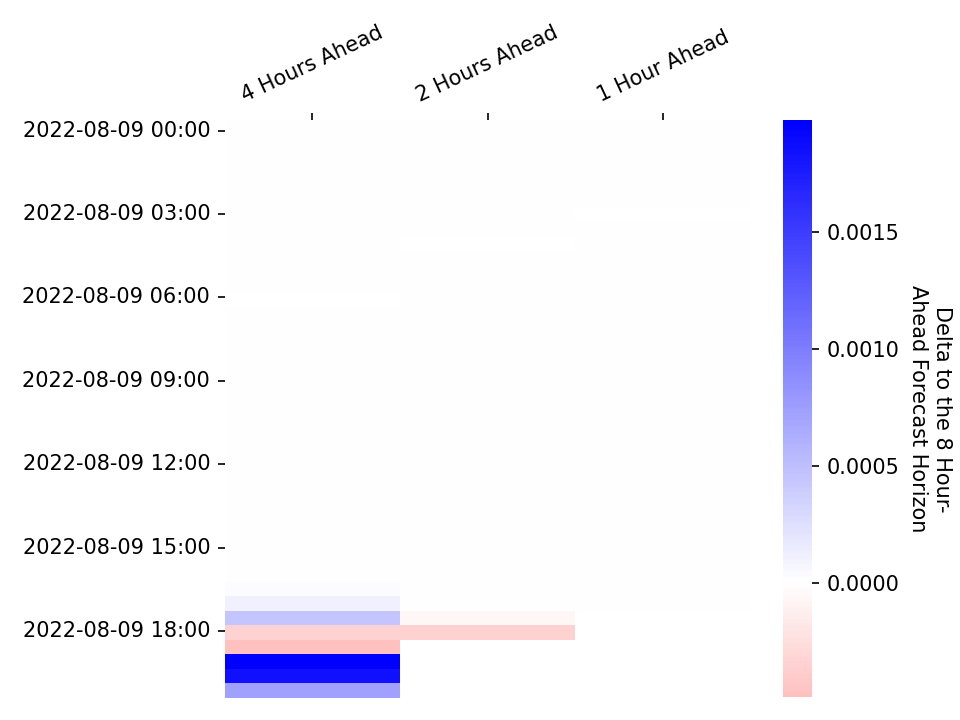 4 Hours Ahead
2 Hours Ahead
1 Hour Ahead
2022-08-09 00:00
2022-08-09 03:00
2022-08-09 06:00
2022-08-09 09:00
2022-08-09 12:00
2022-08-09 15:00
2022-08-09 18:00
0.0015
0.0010
0.0005
0.0000
Delta to the 8 Hour-
Ahead Forecast Horizon